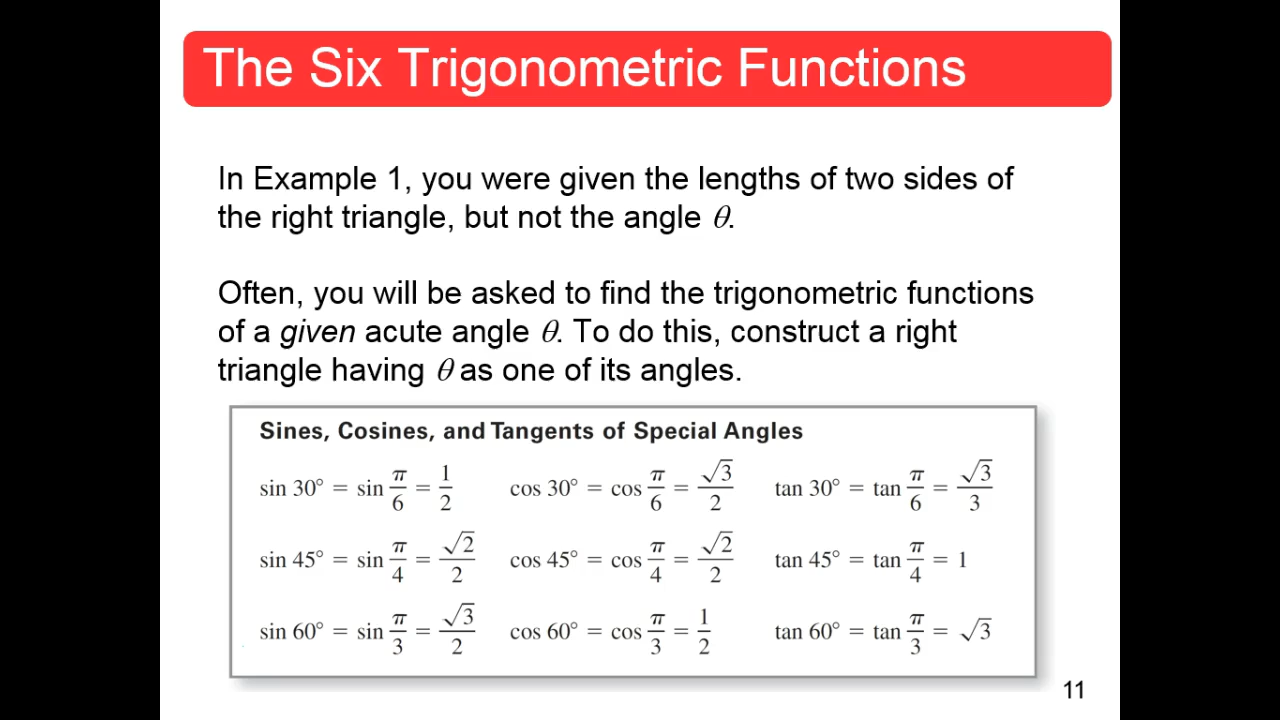 The Six Trigonometric Functions
In Example 1, you were given the lengths of two sides of
the right triangle, but not the angle θ.
Often, you will be asked to find the trigonometric functions
of a given acute angle θ. To do this, construct a right
triangle having θ as one of its angles.
Sines, Cosines, and Tangents of Special Angles
sin 30° = sin π/6 = 1/2 cos 30° = cos π/6 = √3/2 tan 30° = tan π/6 = √3/3
sin 45° = sin π/4 = √2/2 cos 45° = cos π/4 = √2/2 tan 45° = tan π/4 = 1
sin 60° = sin π/3 = √3/2 cos 60° = cos π/3 = 1/2 tan 60° = tan π/3 = √3
11